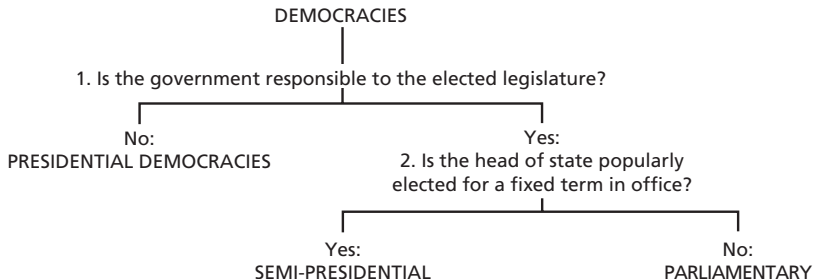 DEMOCRACIES
1. Is the government responsible to the elected legislature?
No:
PRESIDENTIAL DEMOCRACIES
Yes:
2. Is the head of state popularly
elected for a fixed term in office?
Yes:
SEMI-PRESIDENTIAL
No:
PARLIAMENTARY